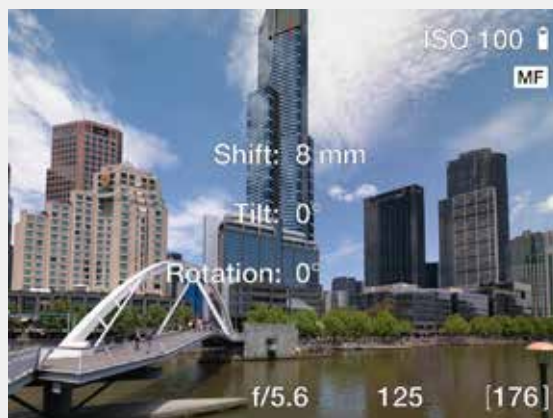 ISO 100
MF
Shift: 8 mm
Tilt: 0°
Rotation: 0°
f/5.6 125 [176]